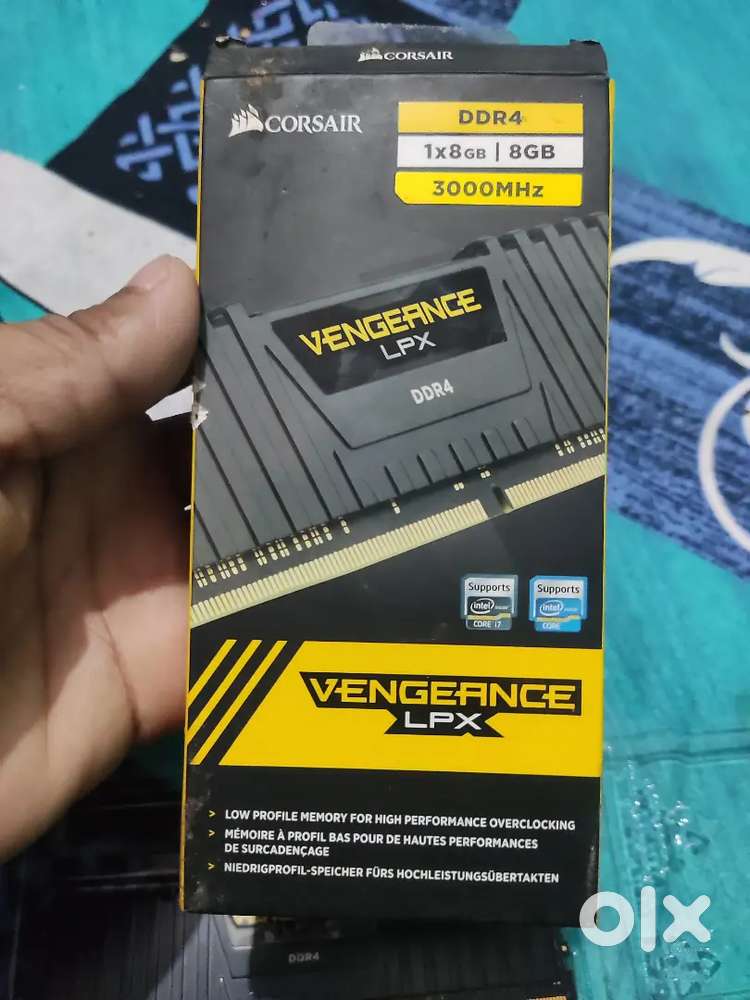 CORSAIR
CORSAIR
DDR4
1x8GB | 8GB
3000MHz
VENGEANCE
LPX
DDR4
Supports
intel inside
CORE i7
Supports
intel inside
CORE
VENGEANCE
LPX
> LOW PROFILE MEMORY FOR HIGH PERFORMANCE OVERCLOCKING
> MÉMOIRE À PROFIL BAS POUR DE HAUTES PERFORMANCES
DE SURCADENÇAGE
> NIEDRIGPROFIL-SPEICHER FÜRS HOCHLEISTUNGSÜBERTAKTEN
DDR4
olx